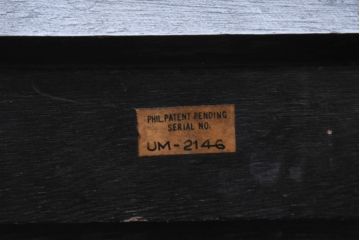 PHIL. PATENT PENDING
SERIAL NO.
UM-2146